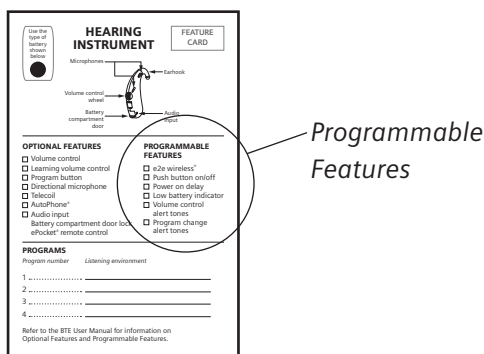 Use the
type of
battery
shown
below
HEARING
INSTRUMENT
FEATURE
CARD
Microphones
Earhook
Volume control
wheel
Battery
compartment
door
Audio
input
OPTIONAL FEATURES
Volume control
Learning volume control
Program button
Directional microphone
Telecoil
AutoPhone®
Audio input
Battery compartment door lock
ePocket® remote control
PROGRAMMABLE
FEATURES
e2e wireless™
Push button on/off
Power on delay
Low battery indicator
Volume control
alert tones
Program change
alert tones
Programmable
Features
PROGRAMS
Program number Listening environment
1
2
3
4
Refer to the BTE User Manual for information on
Optional Features and Programmable Features.